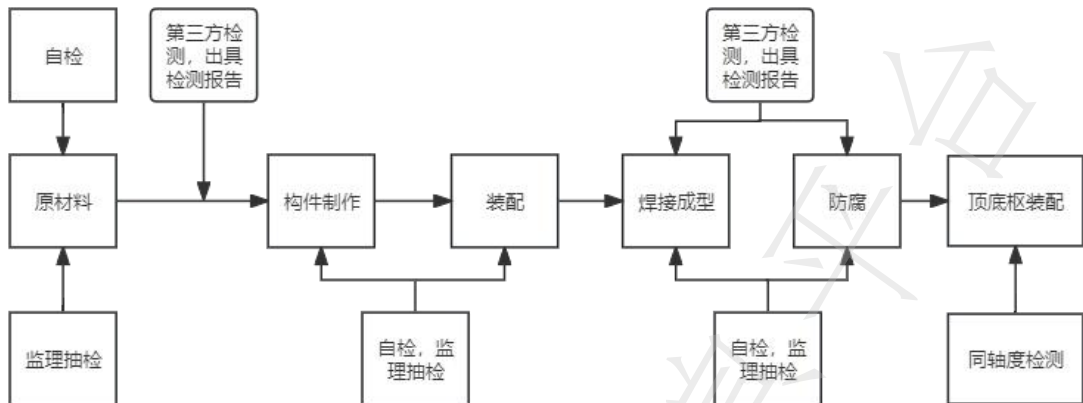 自检
第三方检
测，出具
检测报告
第三方检
测，出具
检测报告
原材料
构件制作
装配
焊接成型
防腐
顶底枢装配
监理抽检
自检，监
理抽检
自检，监
理抽检
同轴度检测